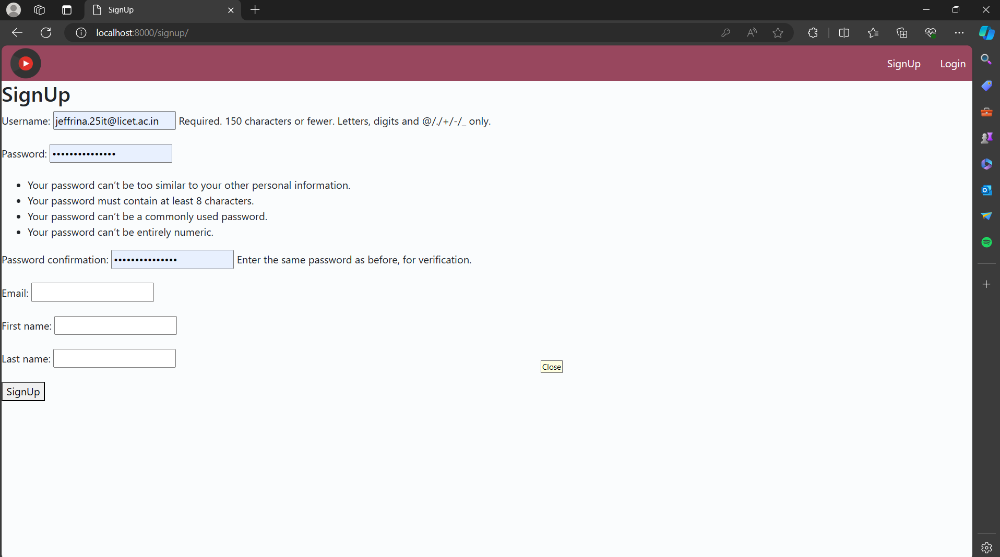 SignUp
localhost:8000/signup/
SignUp Login
SignUp
Username: jeffrina.25it@licet.ac.in Required. 150 characters or fewer. Letters, digits and @/./+/-/_ only.
Password: •••••••••••••••
• Your password can't be too similar to your other personal information.
• Your password must contain at least 8 characters.
• Your password can't be a commonly used password.
• Your password can't be entirely numeric.
Password confirmation: ••••••••••••••• Enter the same password as before, for verification.
Email:
First name:
Last name:
Close
SignUp